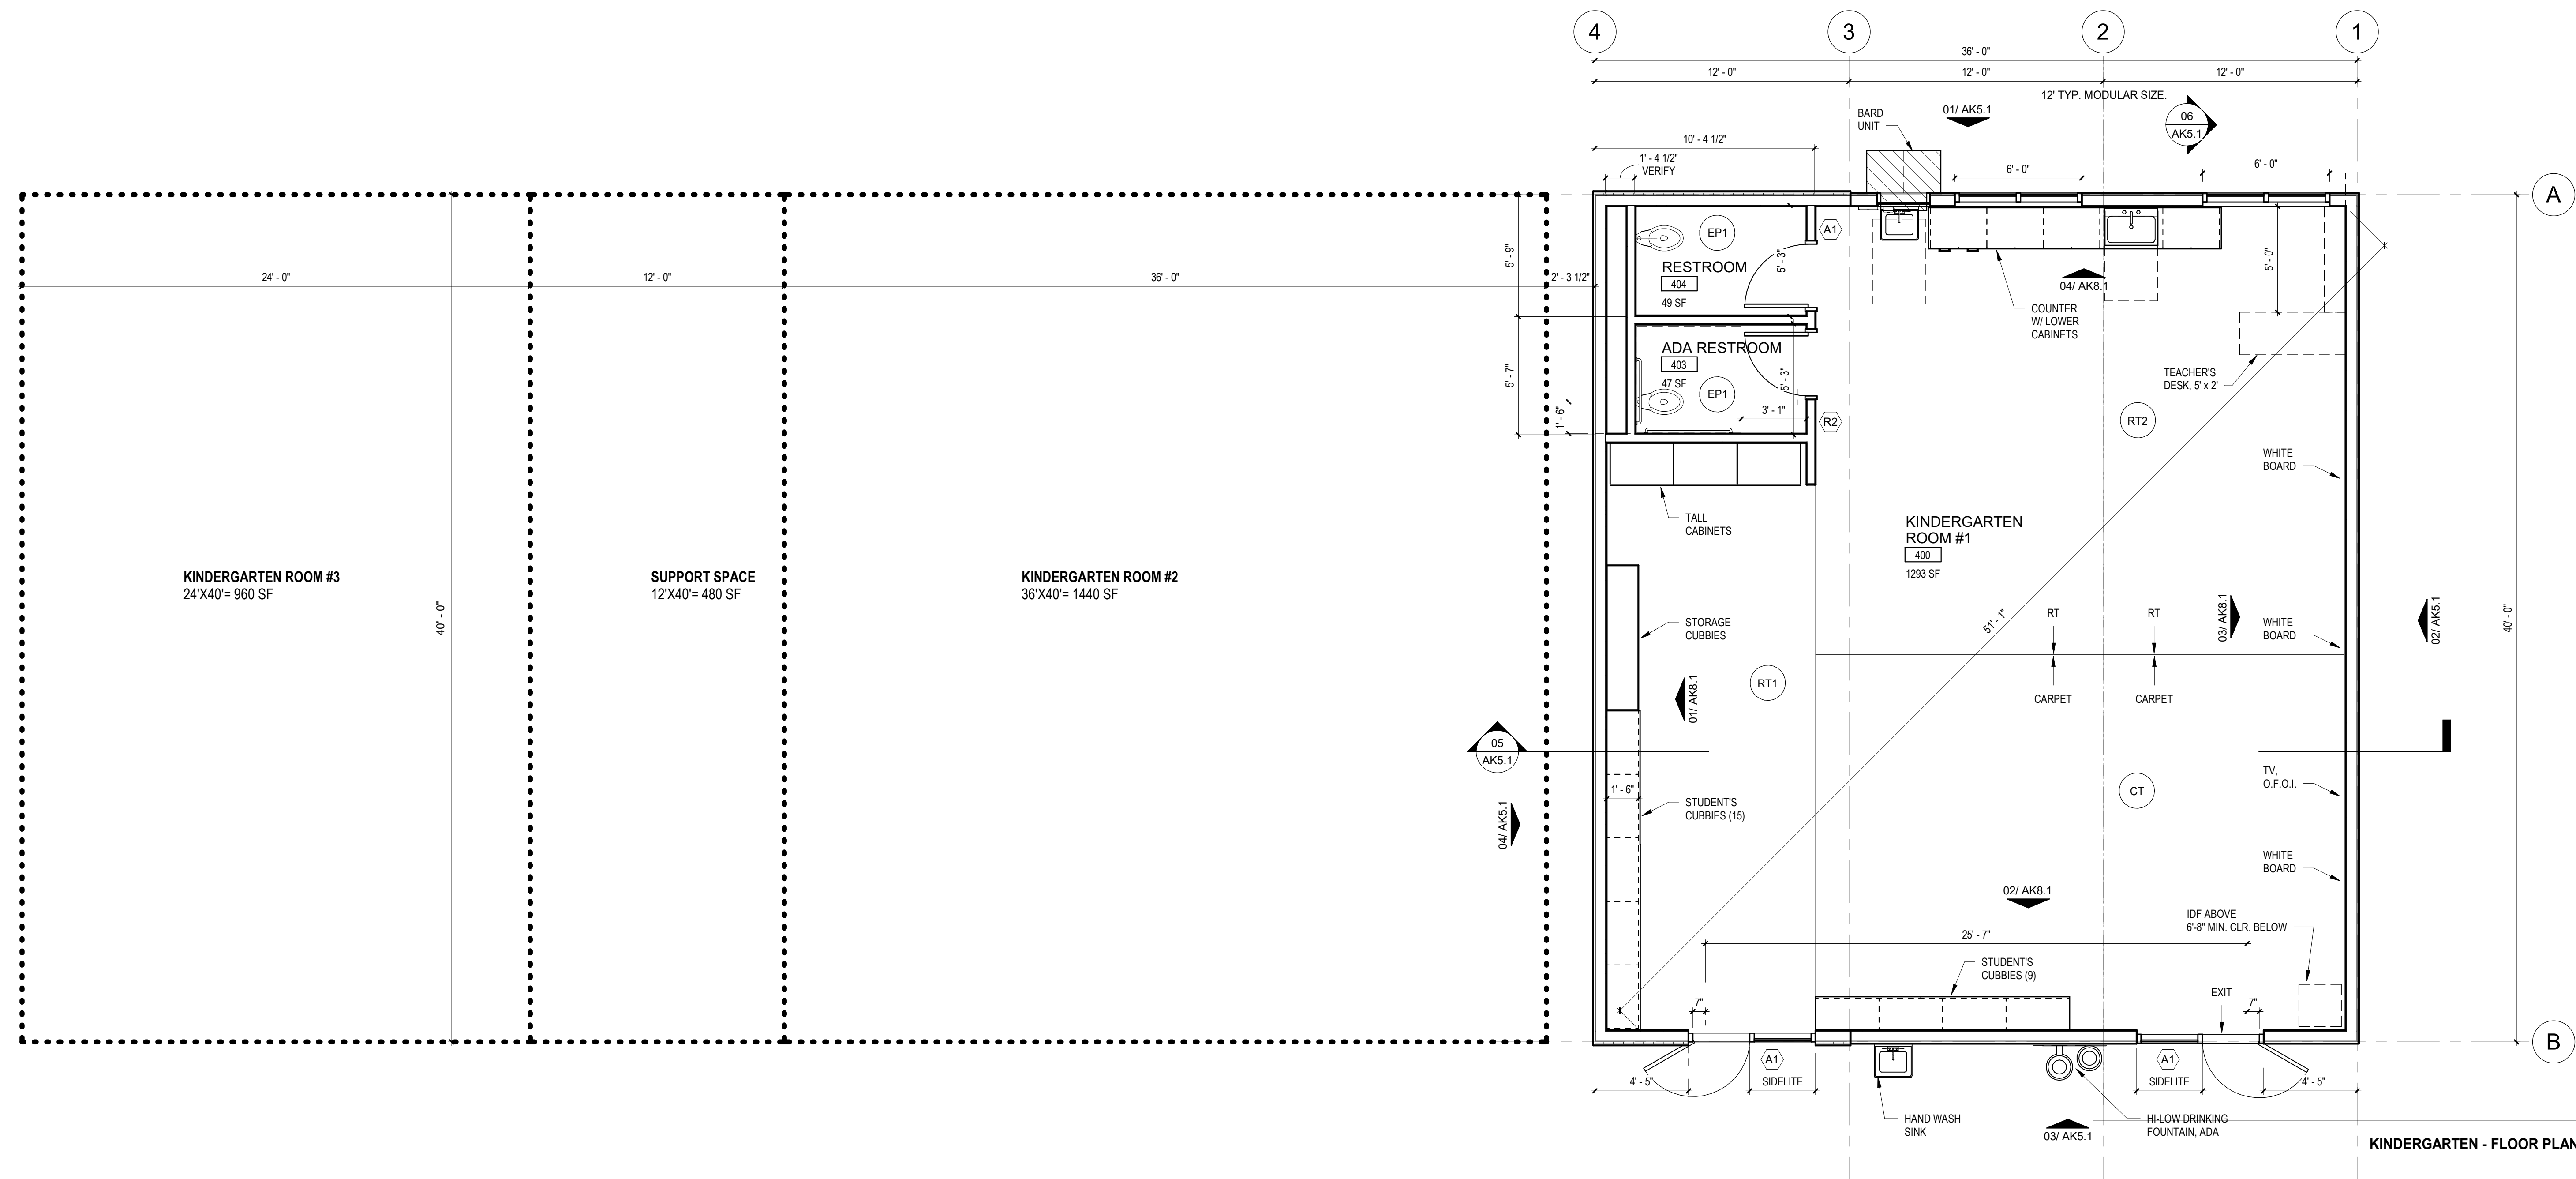 4
3
2
1
36' - 0"
12' - 0"
12' - 0"
12' - 0"
12' TYP. MODULAR SIZE.
BARD
UNIT
01/ AK5.1
06
AK5.1
10' - 4 1/2"
1' - 4 1/2"
VERIFY
6' - 0"
6' - 0"
A
24' - 0"
12' - 0"
36' - 0"
2' - 3 1/2"
5' - 9"
EP1
A1
RESTROOM
404
49 SF
5' - 3"
5' - 0"
04/ AK8.1
COUNTER
W/ LOWER
CABINETS
ADA RESTROOM
403
47 SF
EP1
5' - 3"
5' - 7"
1' - 6"
3' - 1"
R2
TEACHER'S
DESK, 5' x 2'
RT2
WHITE
BOARD
TALL
CABINETS
KINDERGARTEN
ROOM #1
400
1293 SF
KINDERGARTEN ROOM #3
24'X40'= 960 SF
40' - 0"
SUPPORT SPACE
12'X40'= 480 SF
KINDERGARTEN ROOM #2
36'X40'= 1440 SF
STORAGE
CUBBIES
51' - 1"
RT
RT
03/ AK8.1
WHITE
BOARD
02/ AK5.1
40' - 0"
RT1
01/ AK8.1
CARPET
CARPET
05
AK5.1
TV,
O.F.O.I.
1' - 6"
STUDENT'S
CUBBIES (15)
CT
04/ AK5.1
WHITE
BOARD
02/ AK8.1
IDF ABOVE
6'-8" MIN. CLR. BELOW
25' - 7"
STUDENT'S
CUBBIES (9)
EXIT
7"
7"
B
A1
A1
4' - 5"
SIDELITE
SIDELITE
4' - 5"
HAND WASH
SINK
HI-LOW DRINKING
FOUNTAIN, ADA
03/ AK5.1
KINDERGARTEN - FLOOR PLAN